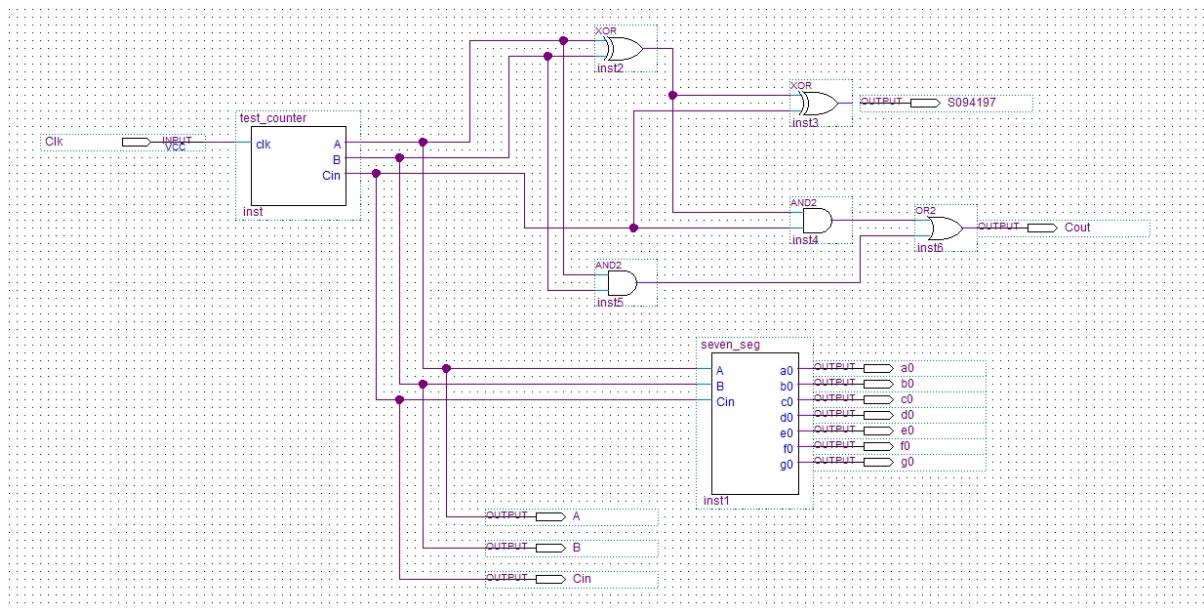 XOR
inst2
XOR
inst3
OUTPUT S094197
test_counter
Clk INPUT
VCC
clk A
B
Cin
inst
AND2
inst4
OR2
inst6
OUTPUT Cout
AND2
inst5
seven_seg
A a0 OUTPUT a0
B b0 OUTPUT b0
Cin c0 OUTPUT c0
d0 OUTPUT d0
e0 OUTPUT e0
f0 OUTPUT f0
g0 OUTPUT g0
inst1
OUTPUT A
OUTPUT B
OUTPUT Cin